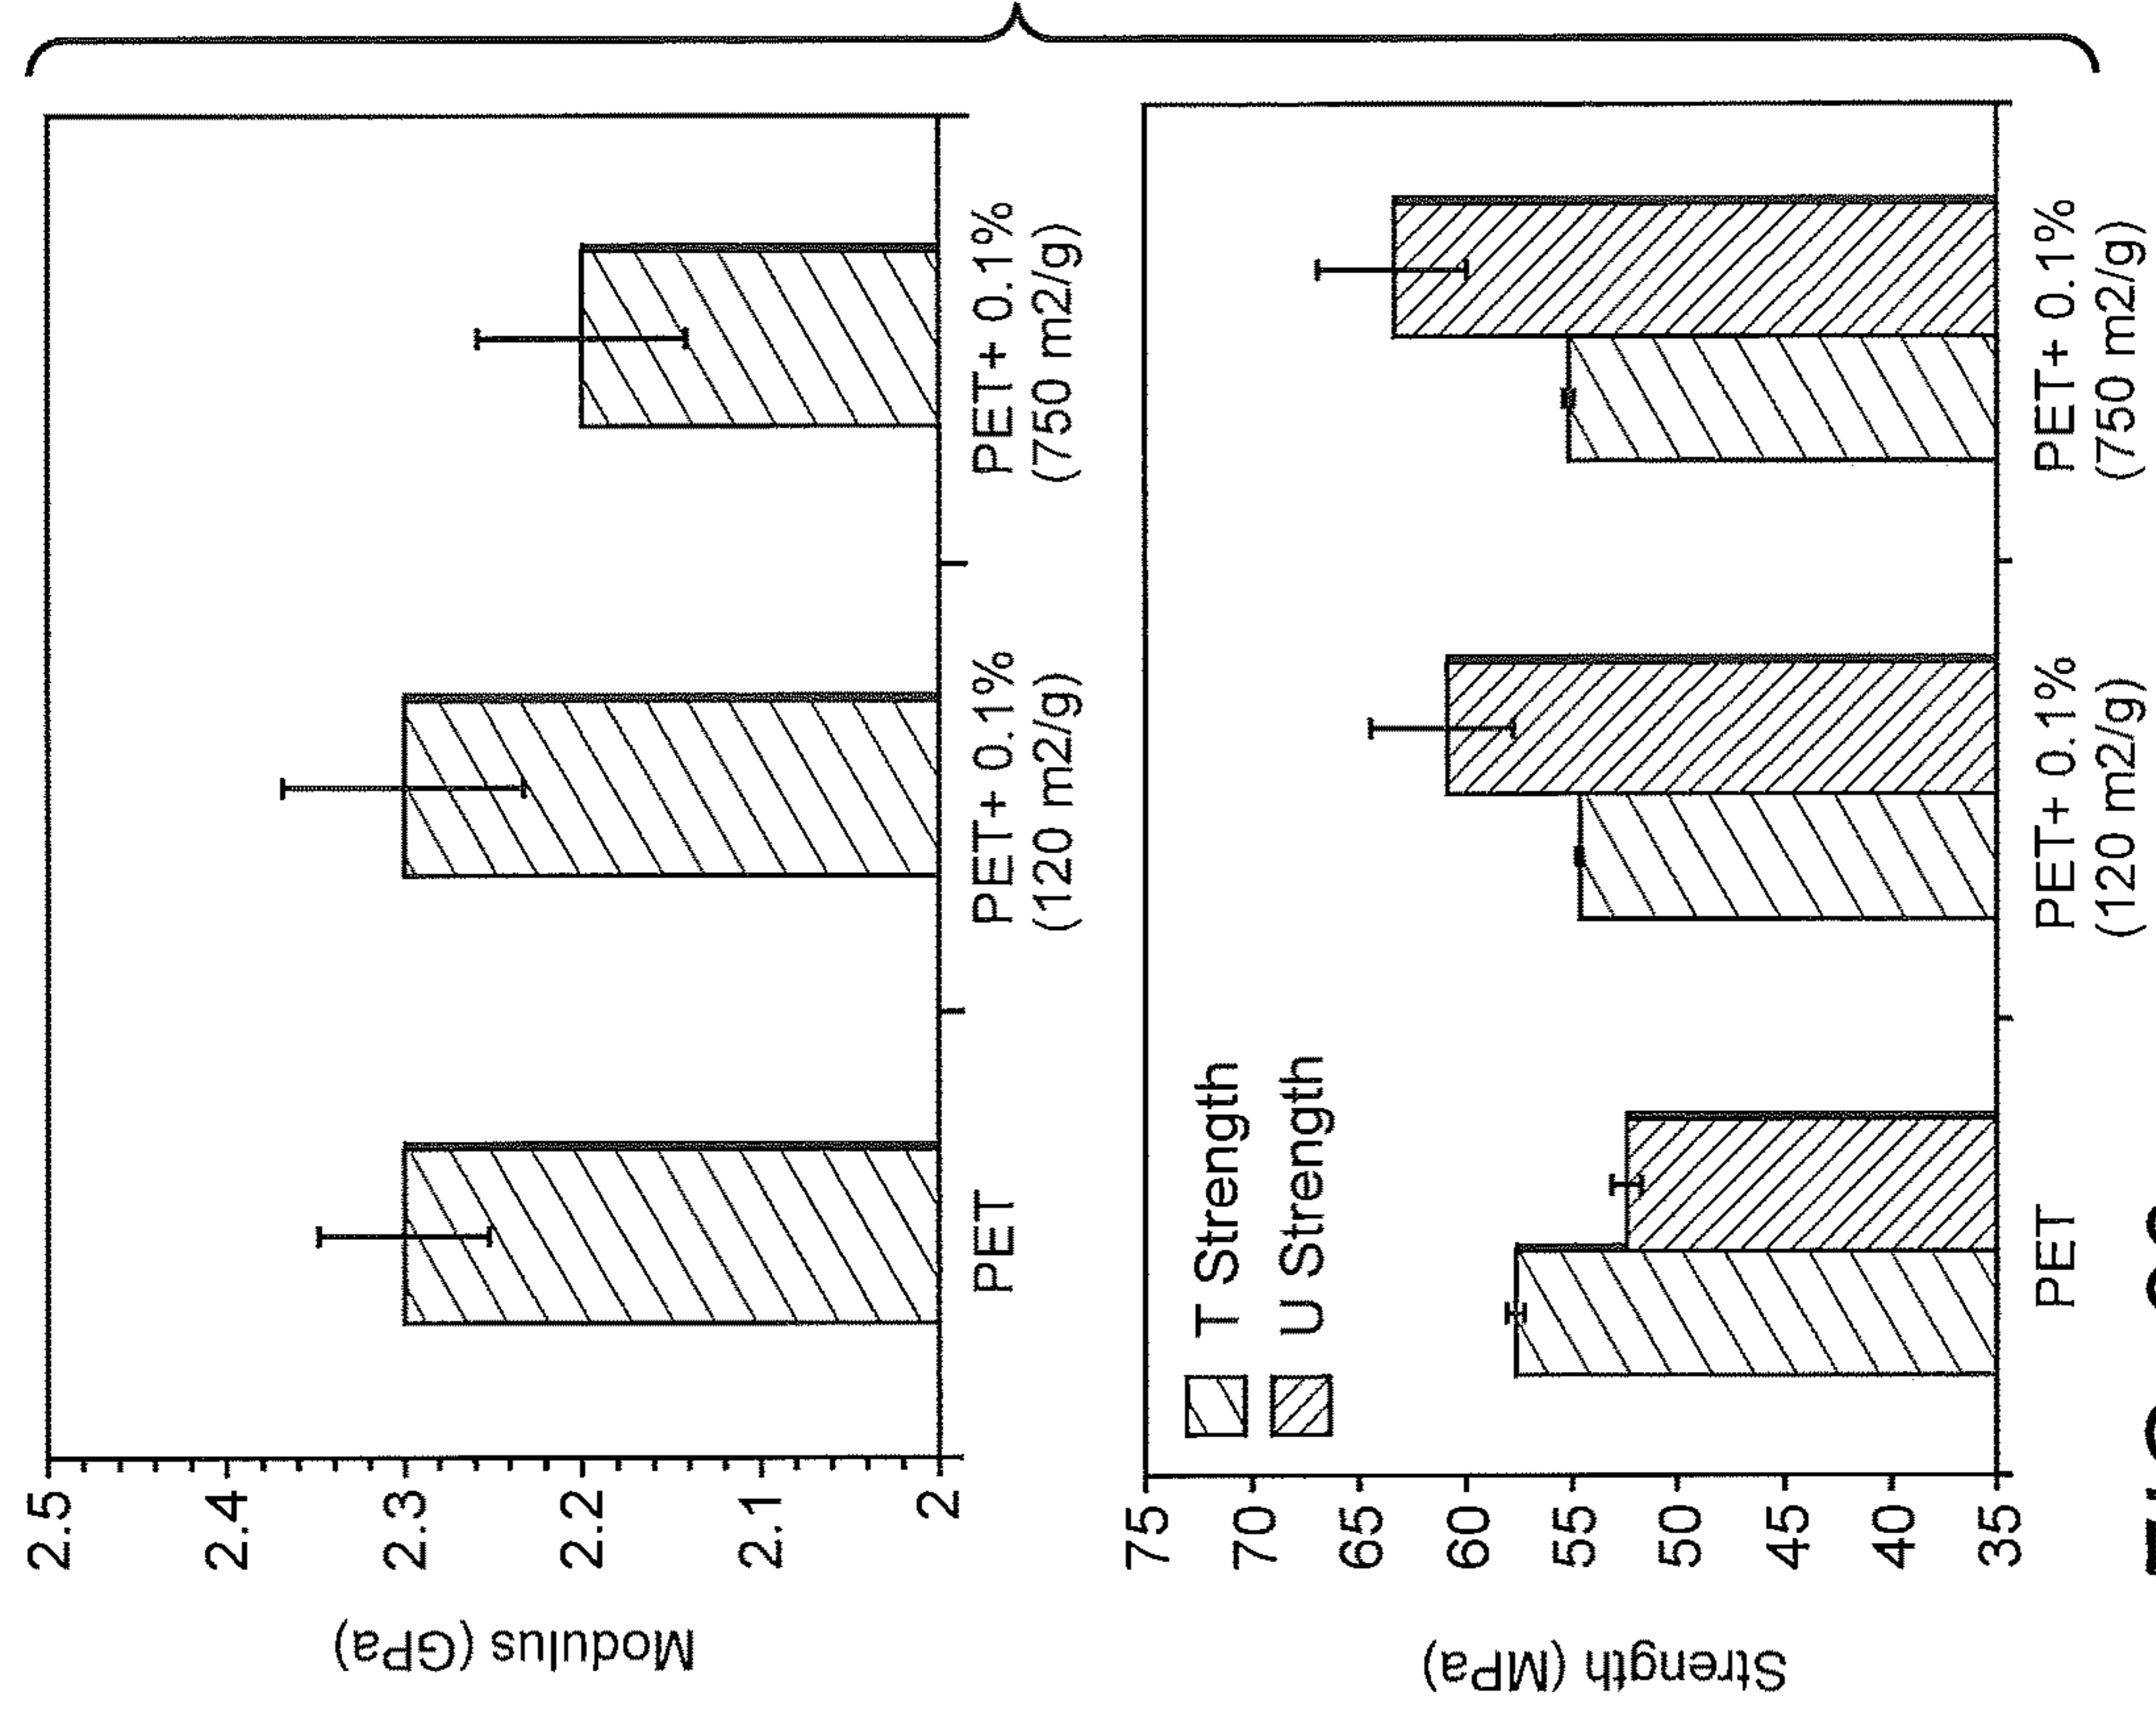 Modulus (GPa)
2.5
2.4
2.3
2.2
2.1
2
PET
PET+ 0.1%
(120 m2/g)
PET+ 0.1%
(750 m2/g)
Strength (MPa)
75
70
65
60
55
50
45
40
35
T Strength
U Strength
PET
PET+ 0.1%
(120 m2/g)
PET+ 0.1%
(750 m2/g)